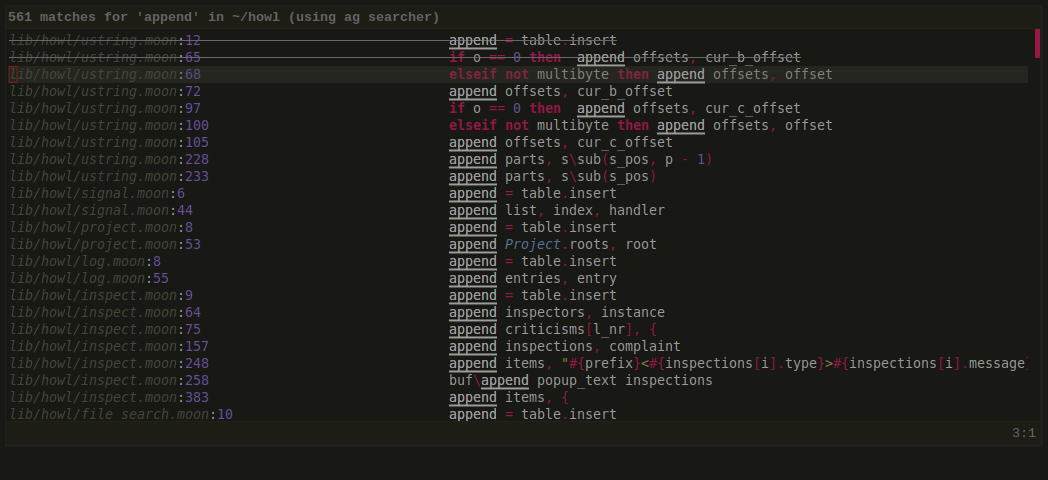 561 matches for 'append' in ~/howl (using ag searcher)
lib/howl/ustring.moon:12 append = table.insert
lib/howl/ustring.moon:65 if o == 0 then append offsets, cur_b_offset
lib/howl/ustring.moon:68 elseif not multibyte then append offsets, offset
lib/howl/ustring.moon:72 append offsets, cur_b_offset
lib/howl/ustring.moon:97 if o == 0 then append offsets, cur_c_offset
lib/howl/ustring.moon:100 elseif not multibyte then append offsets, offset
lib/howl/ustring.moon:105 append offsets, cur_c_offset
lib/howl/ustring.moon:228 append parts, s\sub(s_pos, p - 1)
lib/howl/ustring.moon:233 append parts, s\sub(s_pos)
lib/howl/signal.moon:6 append = table.insert
lib/howl/signal.moon:44 append list, index, handler
lib/howl/project.moon:8 append = table.insert
lib/howl/project.moon:53 append Project.roots, root
lib/howl/log.moon:8 append = table.insert
lib/howl/log.moon:55 append entries, entry
lib/howl/inspect.moon:9 append = table.insert
lib/howl/inspect.moon:64 append inspectors, instance
lib/howl/inspect.moon:75 append criticisms[l_nr], {
lib/howl/inspect.moon:157 append inspections, complaint
lib/howl/inspect.moon:248 append items, "#{prefix}<#{inspections[i].type}>#{inspections[i].message}
lib/howl/inspect.moon:258 buf\append popup_text inspections
lib/howl/inspect.moon:383 append items, {
lib/howl/file_search.moon:10 append = table.insert
3:1